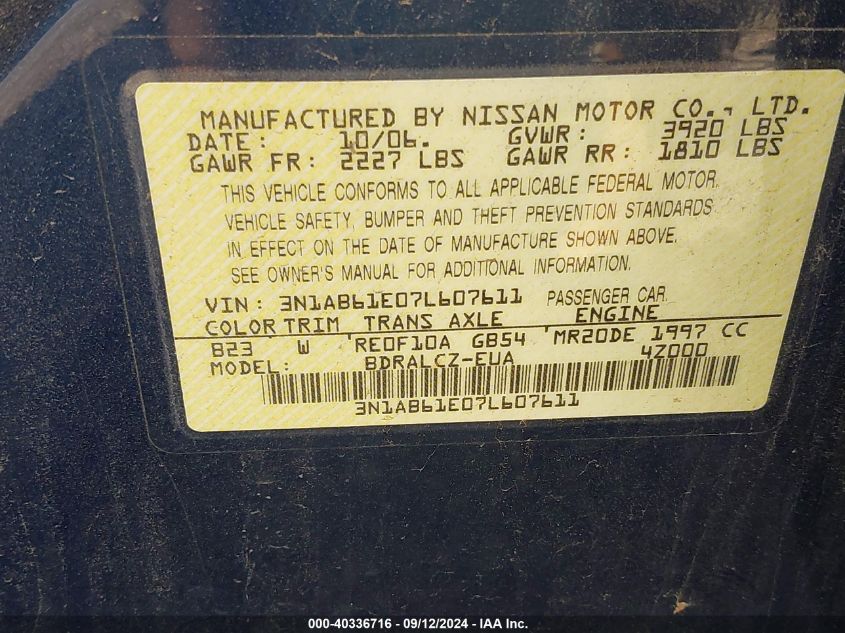 MANUFACTURED BY NISSAN MOTOR CO., LTD.
DATE: 10/06. GVWR: 3920 LBS
GAWR FR: 2227 LBS GAWR RR: 1810 LBS
THIS VEHICLE CONFORMS TO ALL APPLICABLE FEDERAL MOTOR
VEHICLE SAFETY, BUMPER AND THEFT PREVENTION STANDARDS
IN EFFECT ON THE DATE OF MANUFACTURE SHOWN ABOVE.
SEE OWNER'S MANUAL FOR ADDITIONAL INFORMATION.
VIN: 3N1AB61E07L607611 PASSENGER CAR
COLOR TRIM TRANS AXLE ENGINE
B23 W RE0F10A GB54 MR20DE 1997 CC
MODEL: BDRALCZ-EUA 4Z000
3N1AB61E07L607611
000-40336716 - 09/12/2024 - IAA Inc.